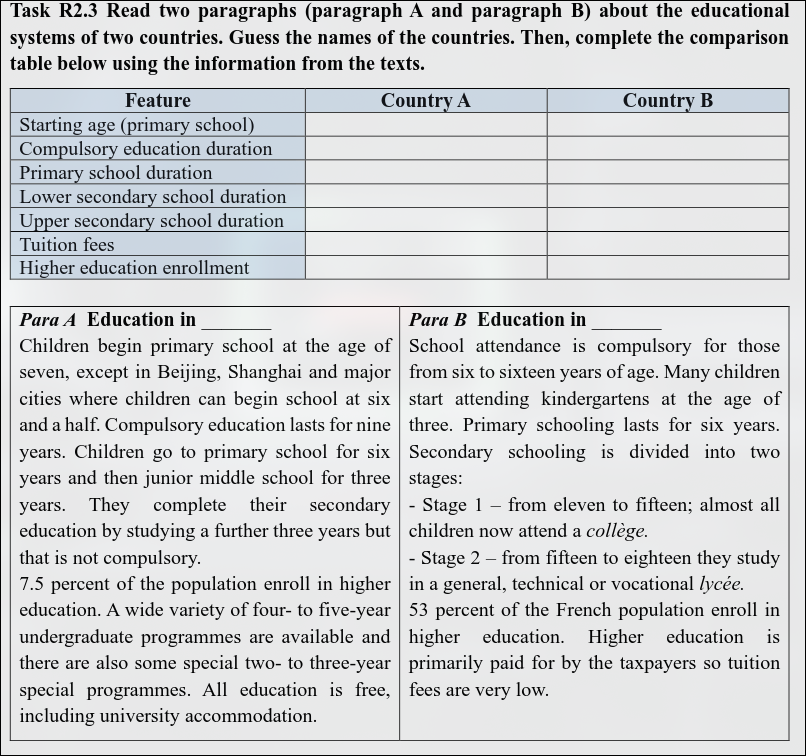 Task R2.3 Read two paragraphs (paragraph A and paragraph B) about the educational
systems of two countries. Guess the names of the countries. Then, complete the comparison
table below using the information from the texts.
Feature Country A Country B
Starting age (primary school)
Compulsory education duration
Primary school duration
Lower secondary school duration
Upper secondary school duration
Tuition fees
Higher education enrollment
Para A Education in _______
Children begin primary school at the age of
seven, except in Beijing, Shanghai and major
cities where children can begin school at six
and a half. Compulsory education lasts for nine
years. Children go to primary school for six
years and then junior middle school for three
years. They complete their secondary
education by studying a further three years but
that is not compulsory.
7.5 percent of the population enroll in higher
education. A wide variety of four- to five-year
undergraduate programmes are available and
there are also some special two- to three-year
special programmes. All education is free,
including university accommodation.
Para B Education in _______
School attendance is compulsory for those
from six to sixteen years of age. Many children
start attending kindergartens at the age of
three. Primary schooling lasts for six years.
Secondary schooling is divided into two
stages:
- Stage 1 – from eleven to fifteen; almost all
children now attend a collège.
- Stage 2 – from fifteen to eighteen they study
in a general, technical or vocational lycée.
53 percent of the French population enroll in
higher education. Higher education is
primarily paid for by the taxpayers so tuition
fees are very low.